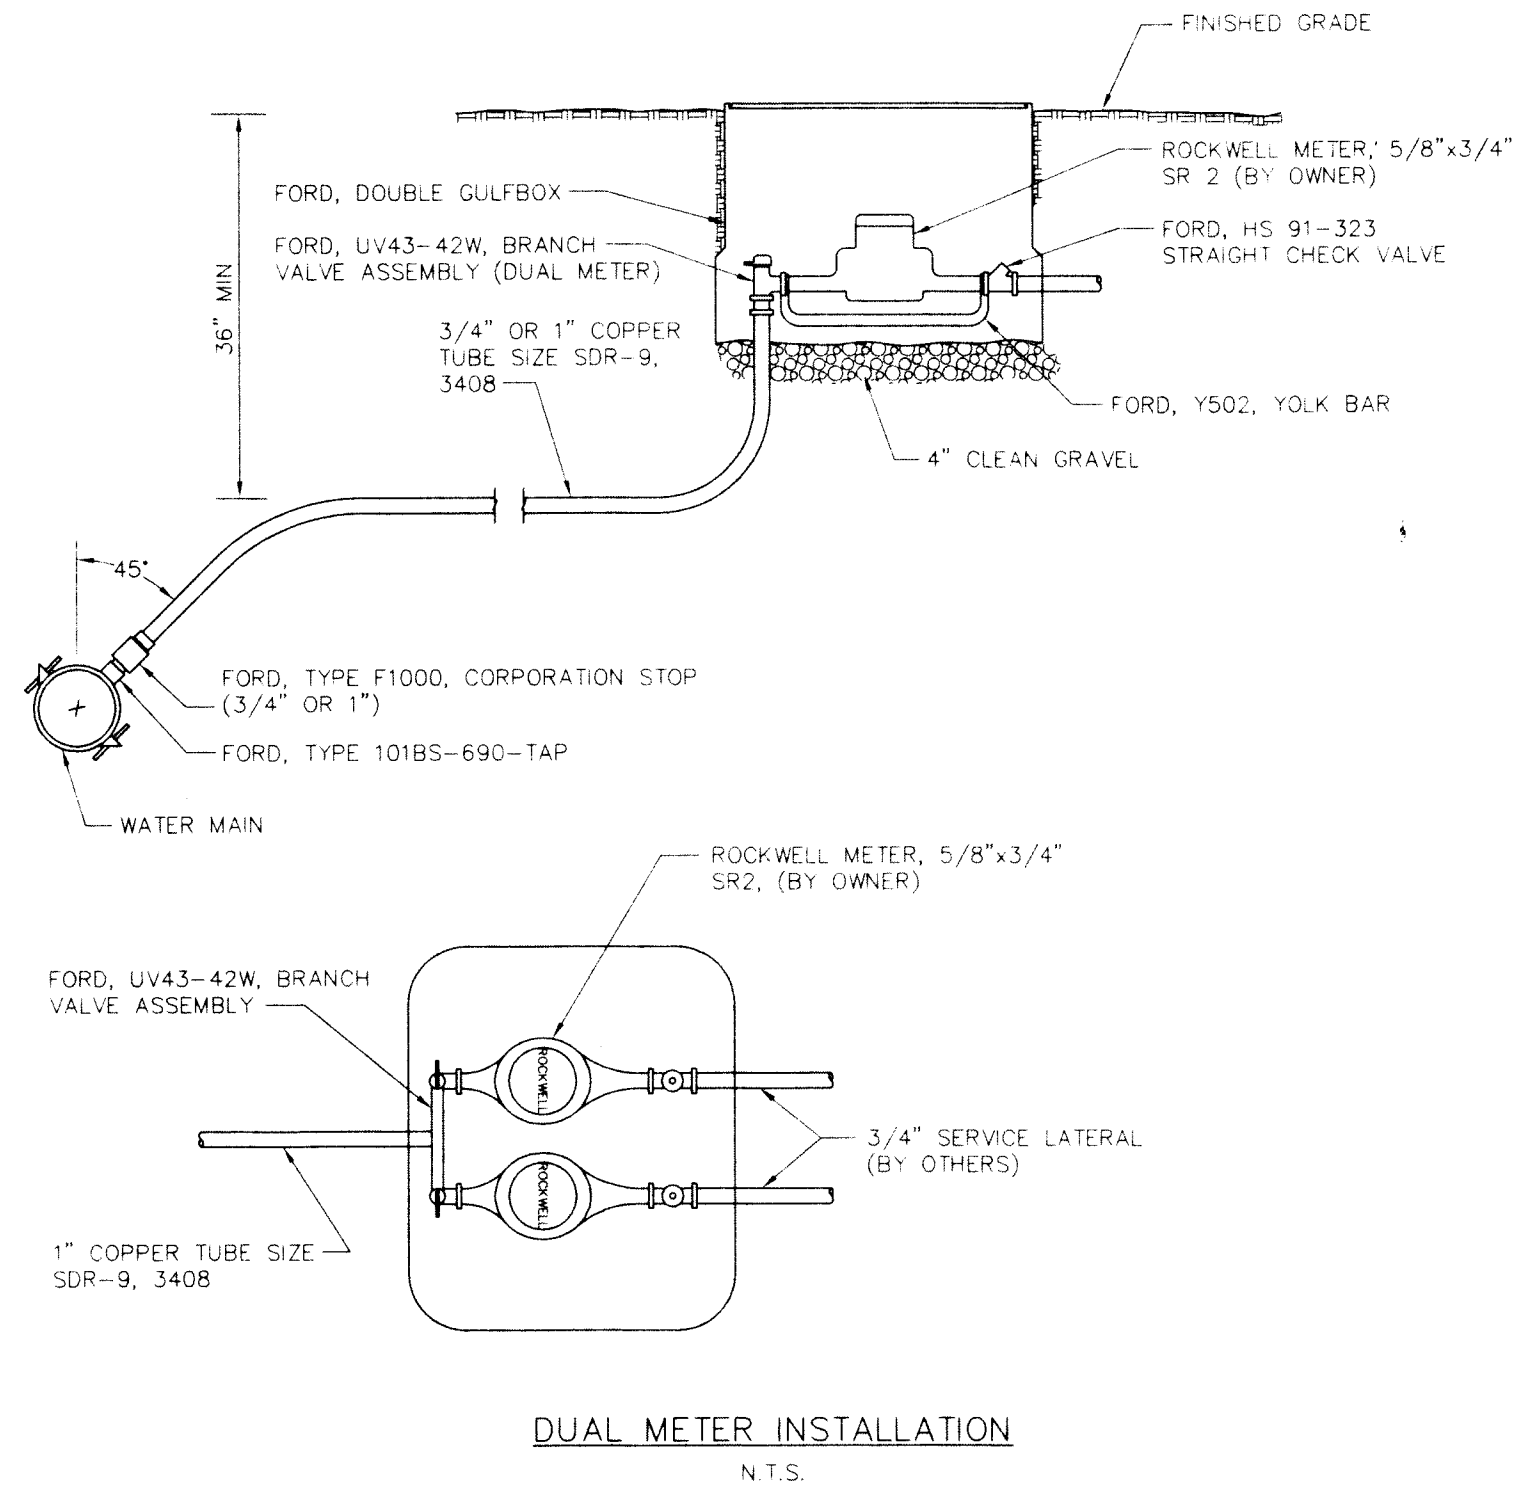 FINISHED GRADE
ROCKWELL METER, 5/8"x3/4"
SR 2 (BY OWNER)
FORD, DOUBLE GULFBOX
FORD, HS 91-323
STRAIGHT CHECK VALVE
FORD, UV43-42W, BRANCH
VALVE ASSEMBLY (DUAL METER)
36" MIN
3/4" OR 1" COPPER
TUBE SIZE SDR-9,
3408
FORD, Y502, YOLK BAR
4" CLEAN GRAVEL
45°
FORD, TYPE F1000, CORPORATION STOP
(3/4" OR 1")
FORD, TYPE 101BS-690-TAP
WATER MAIN
ROCKWELL METER, 5/8"x3/4"
SR2, (BY OWNER)
FORD, UV43-42W, BRANCH
VALVE ASSEMBLY
ROCKWELL
3/4" SERVICE LATERAL
(BY OTHERS)
ROCKWELL
1" COPPER TUBE SIZE
SDR-9, 3408
DUAL METER INSTALLATION
N.T.S.